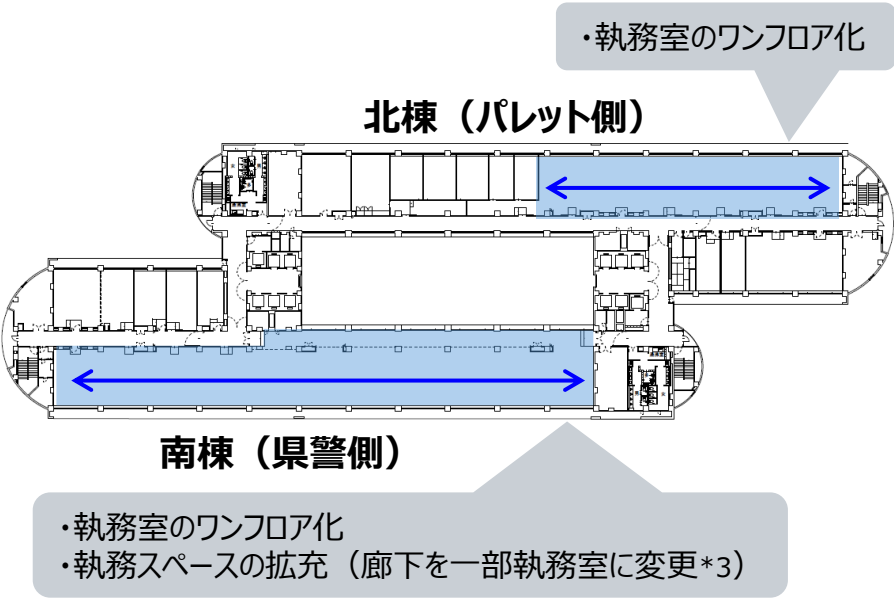 ・執務室のワンフロア化
北棟（パレット側）
南棟（県警側）
・執務室のワンフロア化
・執務スペースの拡充（廊下を一部執務室に変更*3）